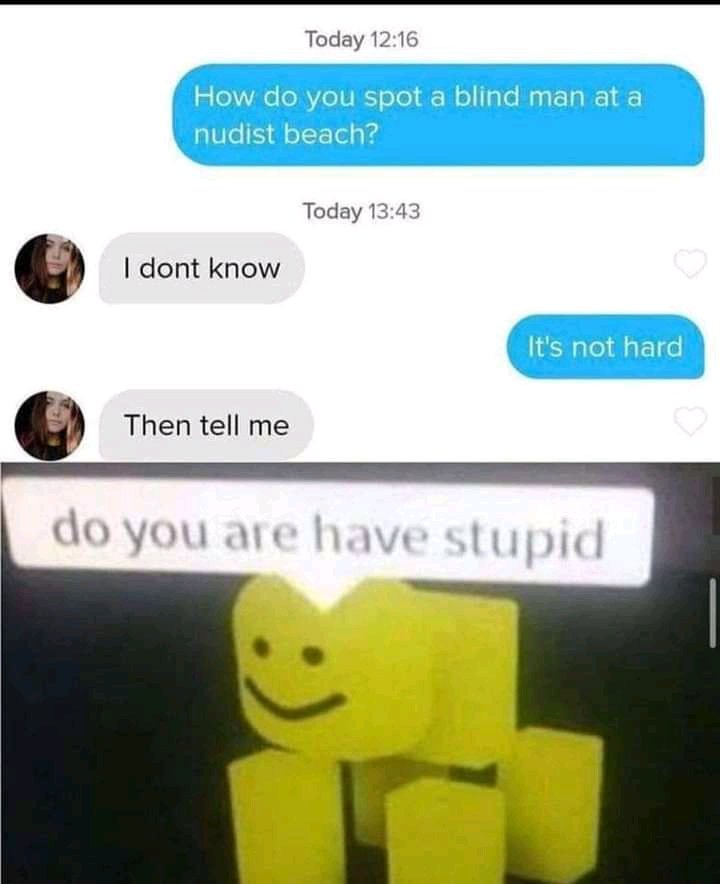 Today 12:16
How do you spot a blind man at a
nudist beach?
Today 13:43
I dont know
It's not hard
Then tell me
do you are have stupid